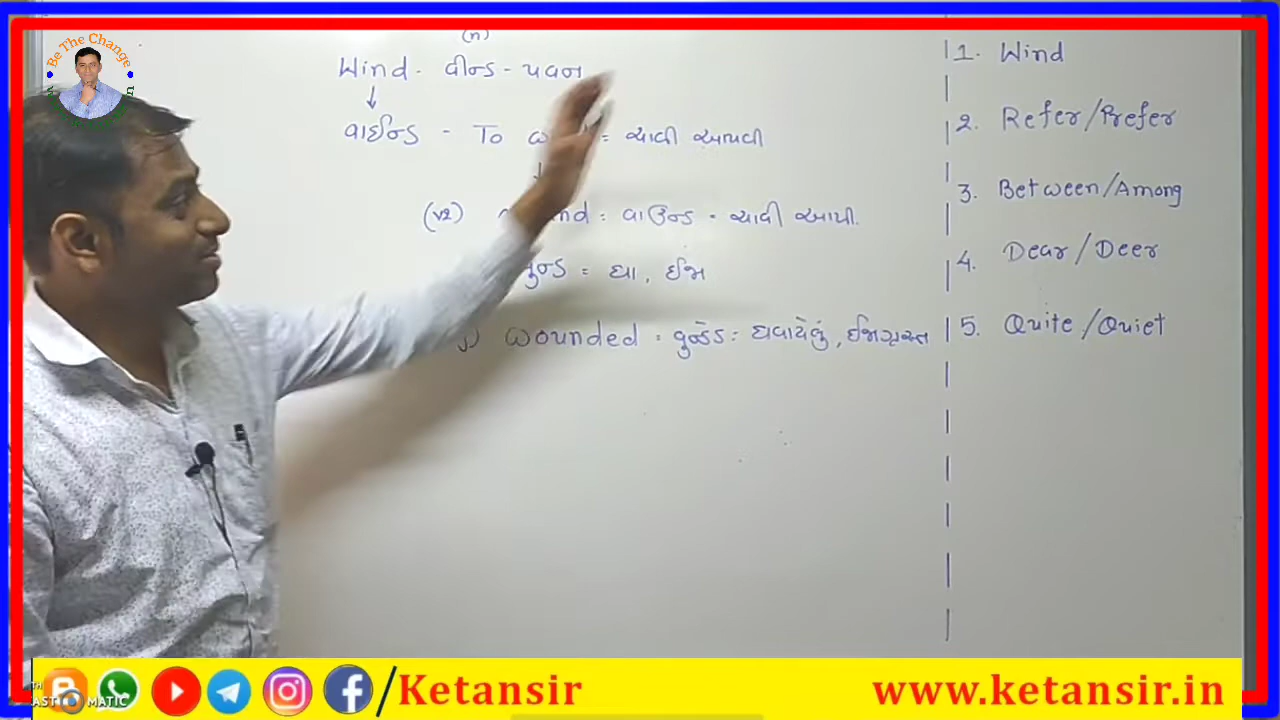 Be The Change
(n)
Wind - વીન્ડ - પવન
વાઈન્ડ - To = ચાવી આપવી
(v2) : વાઉન્ડ - ચાવી આપી.
= ઘા, ઈજા
wounded = વુન્ડેડ : ઘવાયેલું, ઈજાગ્રસ્ત
1. Wind
2. Refer/Prefer
3. Between/Among
4. Dear/Deer
5. Quite/Quiet
/Ketansir
www.ketansir.in